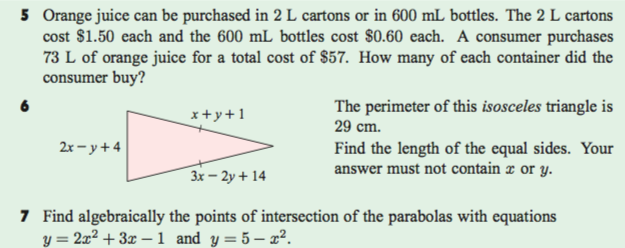 5 Orange juice can be purchased in 2 L cartons or in 600 mL bottles. The 2 L cartons
cost $1.50 each and the 600 mL bottles cost $0.60 each. A consumer purchases
73 L of orange juice for a total cost of $57. How many of each container did the
consumer buy?
6
x + y + 1
2x − y + 4
3x − 2y + 14
The perimeter of this isosceles triangle is
29 cm.
Find the length of the equal sides. Your
answer must not contain x or y.
7 Find algebraically the points of intersection of the parabolas with equations
y = 2x² + 3x − 1 and y = 5 − x².